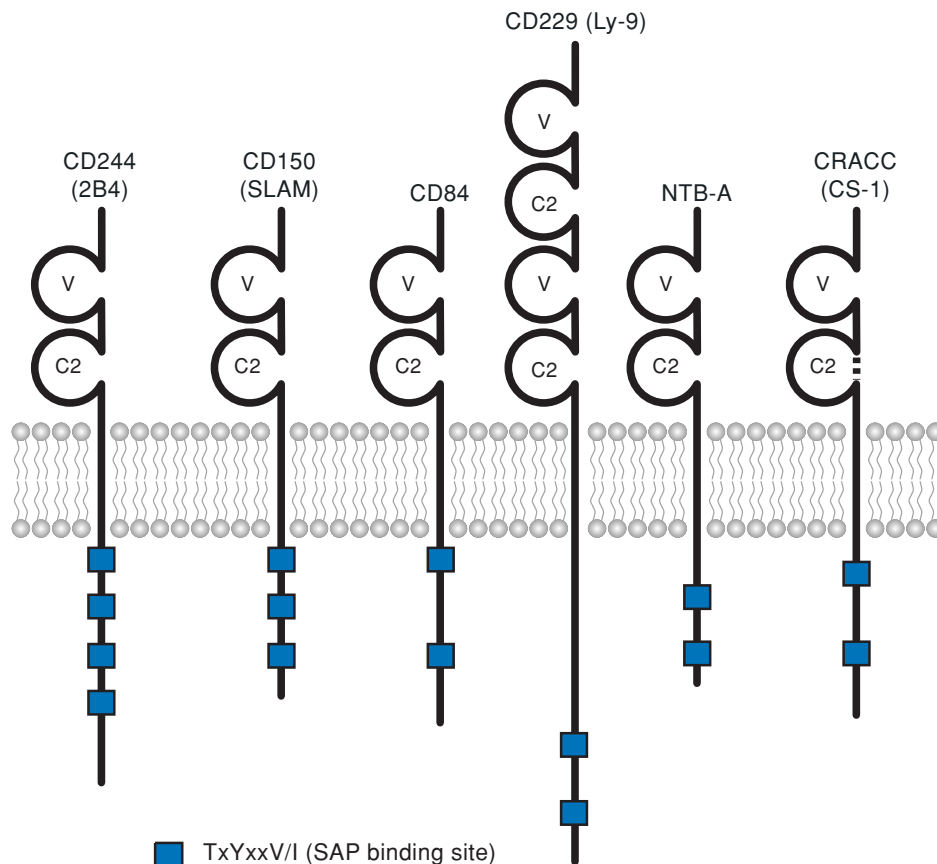 CD229 (Ly-9)
V
C2
V
C2
CD244
(2B4)
V
C2
CD150
(SLAM)
V
C2
CD84
V
C2
NTB-A
V
C2
CRACC
(CS-1)
V
C2
TxYxxV/I (SAP binding site)